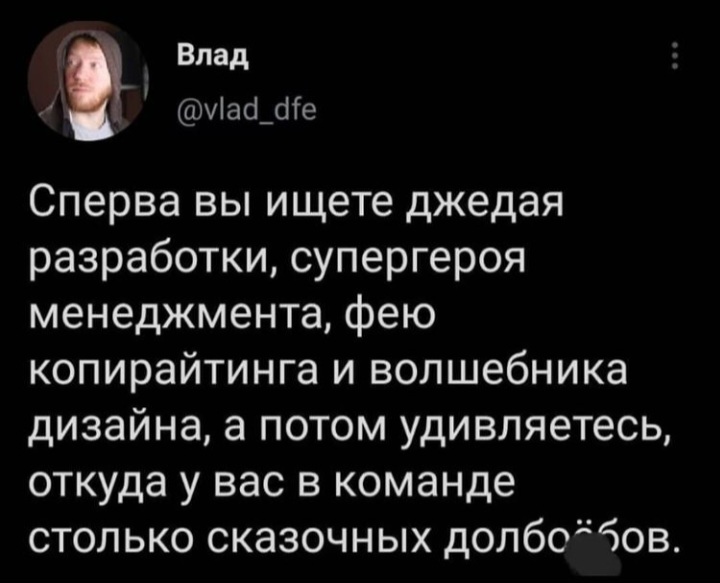 Влад
@vlad_dfe
Сперва вы ищете джедая
разработки, супергероя
менеджмента, фею
копирайтинга и волшебника
дизайна, а потом удивляетесь,
откуда у вас в команде
столько сказочных долбоёбов.